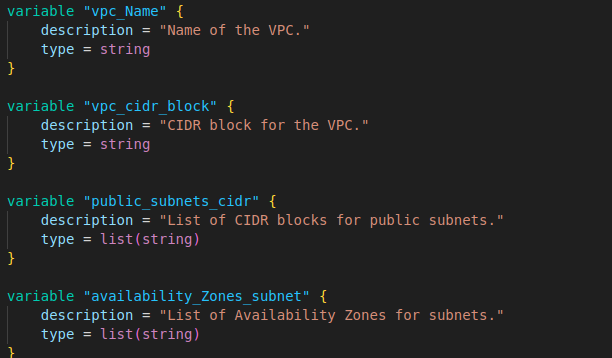 variable "vpc_Name" {
    description = "Name of the VPC."
    type = string
}

variable "vpc_cidr_block" {
    description = "CIDR block for the VPC."
    type = string
}

variable "public_subnets_cidr" {
    description = "List of CIDR blocks for public subnets."
    type = list(string)
}

variable "availability_Zones_subnet" {
    description = "List of Availability Zones for subnets."
    type = list(string)
}